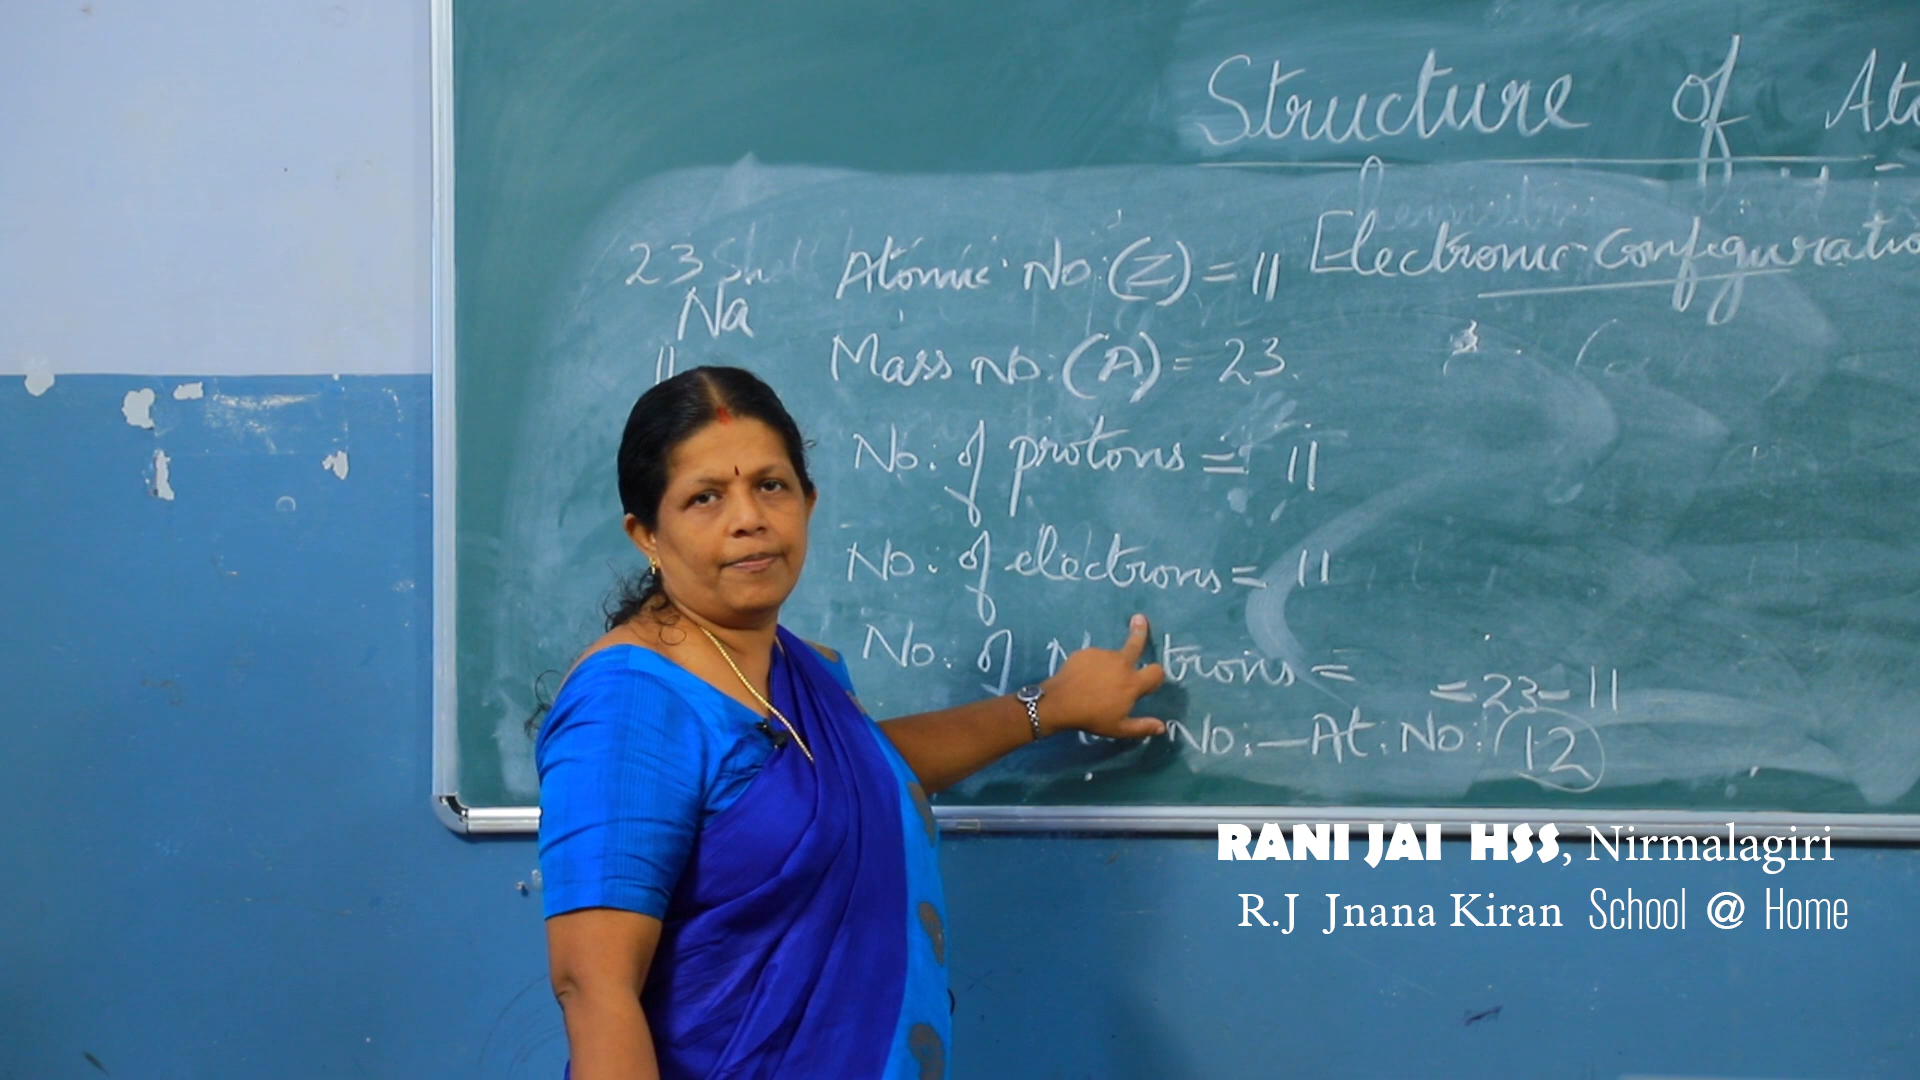 Structure of Ato
Electronic Configuratio
23
Na
11
Atomic No: (Z) = 11
Mass No: (A) = 23
No: of protons = 11
No: of electrons = 11
No: of trons =
= 23-11
No: - At. No: 12
RANI JAI HSS, Nirmalagiri
R.J Jnana Kiran School @ Home